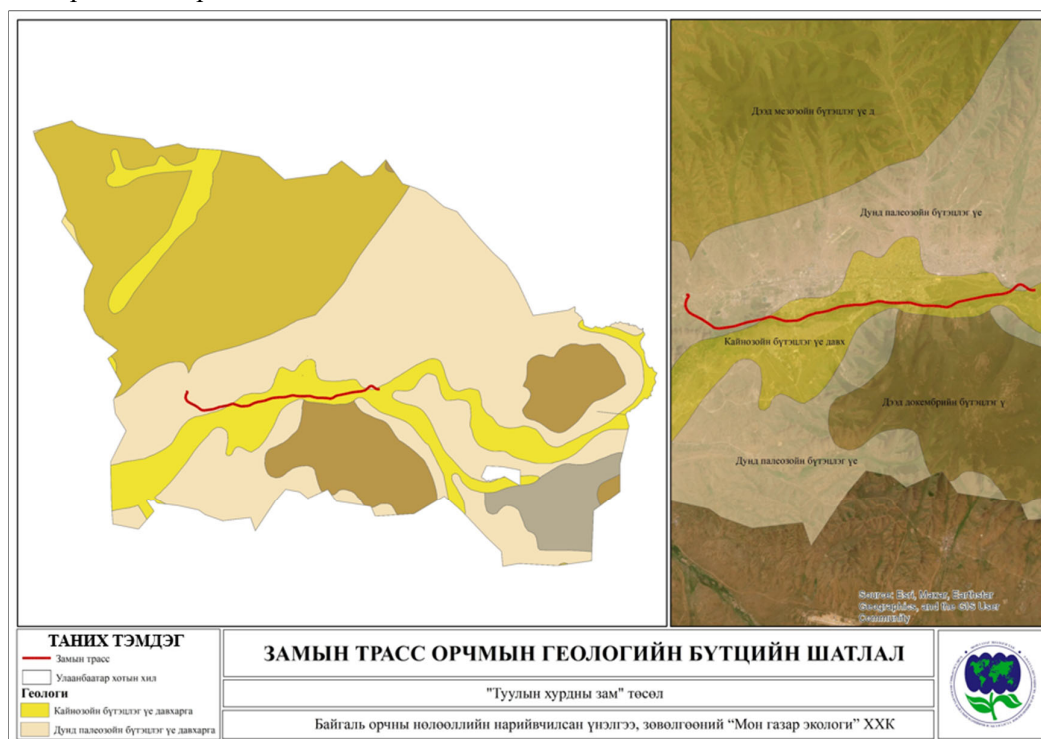 Дээд мезозойн бүтэцлэг үе д
Дунд палеозойн бүтэцлэг үе
Кайнозойн бүтэцлэг үе давх
Дээд докембрийн бүтэцлэг ү
Дунд палеозойн бүтэцлэг үе
Source: Esri, Maxar, Earthstar
Geographics, and the GIS User
Community
ТАНИХ ТЭМДЭГ
Замын трасс
Улаанбаатар хотын хил
Геологи
Кайнозойн бүтэцлэг үе давхарга
Дунд палеозойн бүтэцлэг үе давхарга
ЗАМЫН ТРАСС ОРЧМЫН ГЕОЛОГИЙН БҮТЦИЙН ШАТЛАЛ
"Туулын хурдны зам" төсөл
Байгаль орчны нөлөөллийн нарийвчилсан үнэлгээ, зөвөлгөөний “Мон газар экологи” ХХК